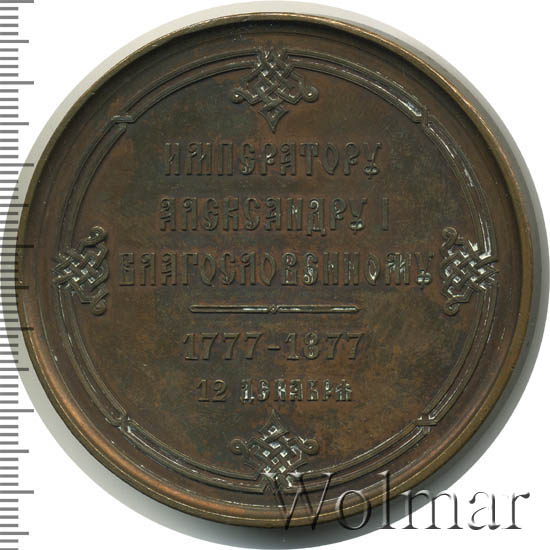 ИМПЕРАТОРУ
АЛЕКСАНДРУ I
БЛАГОСЛОВЕННОМУ
1777-1877
12 ДЕКАБРЯ
Wolmar